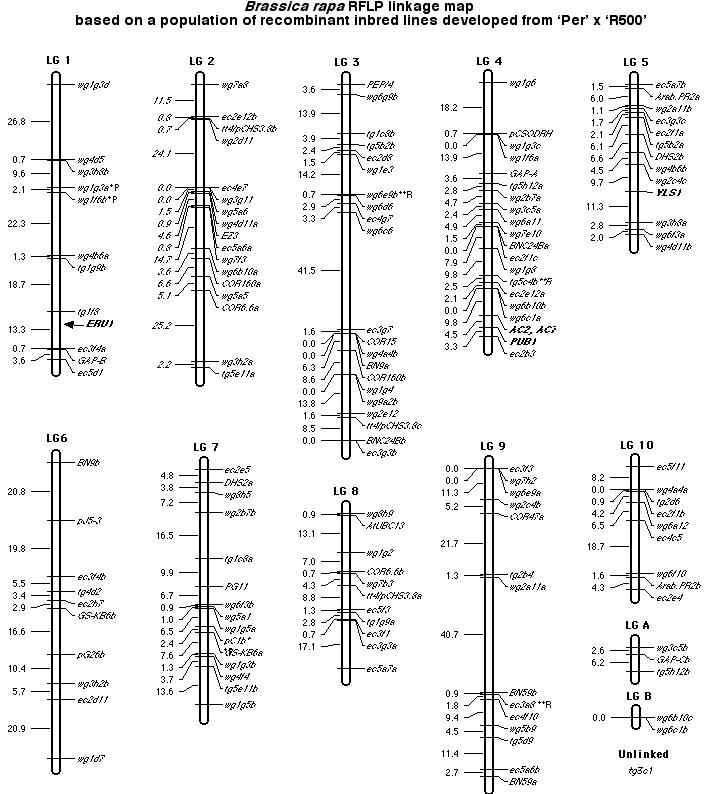 Brassica rapa RFLP linkage map
based on a population of recombinant inbred lines developed from ‘Per’ x ‘R500’
LG 1
wg1g3d
26.8
0.7 wg4d5
9.6 wg3h8b
2.1 wg1g3a*P
wg1f6b*P
22.3
1.3 wg4b6a
tg1g9b
18.7
tg1f8
13.3 ERU1
0.7 ec3f4a
3.6 GAP-B
ec5d1
LG 2
wg7a8
11.5
0.8 ec2e12b
0.7 tt4/pCHS3.8b
wg2d11
24.1
0.0 ec4e7
0.0 wg3g11
1.5 wg5a6
0.9 wg4d11a
4.6 EZ3
0.8 ec5a6a
14.7 wg7f3
3.6 wg6b10a
6.6 COR160a
5.1 wg5a5
COR6.6a
25.2
2.2 wg3h2a
tg5e11a
LG 3
3.6 PEPI4
wg6g9b
13.9
3.9 tg1c8b
2.4 tg5b2b
1.5 ec2d8
14.2 wg1e3
0.7 wg6e9b**R
2.9 wg6d6
3.3 ec4g7
wg6c6
41.5
1.6 ec3g7
0.0 COR15
0.0 wg4a4b
6.3 BN9a
8.6 COR160b
0.0 wg1g4
13.8 wg9a2b
1.6 wg2e12
8.5 tt4/pCHS3.8c
0.0 BNC24Bb
ec3g3b
LG 4
wg1g6
18.2
0.7 pCSODRH
0.0 wg1g3c
13.9 wg1f6a
3.6 GAP-A
2.8 tg5h12a
4.7 wg2b7a
2.4 wg3c5a
4.9 wg6a11
1.5 wg7e10
0.0 BNC24Ba
7.9 ec2f1c
9.8 wg1g8
2.5 tg5c4b**R
2.1 ec2e12a
0.0 wg6b10b
9.8 wg6c1a
4.5 AC2, AC7
3.3 PUB1
ec2b3
LG 5
1.5 ec5a7b
6.0 Arab.PR2a
1.1 wg2a11b
1.7 ec3g3c
2.1 ec2f1a
6.1 tg5b2a
6.6 DHS2b
4.5 wg4b6b
9.7 wg2c4c
YLS1
11.3
2.8 wg3h8a
2.0 wg6f3a
wg4d11b
LG6
BN9b
20.8
pJ5-3
19.8
5.5 ec3f4b
3.4 tg4d2
2.9 ec2h7
GS-KB6b
16.6
pG26b
10.4
5.7 wg3h2b
ec2d11
20.9
wg1d7
LG 7
4.8 ec2e5
3.8 DHS2a
7.2 wg3h5
wg2b7b
16.5
tg1c8a
9.9
6.7 PG11
0.9 wg6f3b
1.0 wg5a1
6.5 wg1g5a
2.4 pC1b*
7.6 GS-KB6a
1.3 wg1g3b
3.7 wg4f4
13.6 tg5e11b
wg1g5b
LG 8
0.9 wg8h9
13.1 AtUBC13
7.0 wg1g2
0.7 COR6.6b
4.3 wg7b3
8.8 tt4/pCHS3.8a
1.3 ec5f3
2.8 tg1g9a
0.7 ec3f1
17.1 ec3g3a
ec5a7a
LG 9
0.0 ec3f3
0.0 wg7h2
11.3 wg6e9a
5.2 wg2c4b
COR47a
21.7
1.3 tg2b4
wg2a11a
40.7
0.9 BN59b
1.8 ec3a8**R
9.4 ec4f10
4.5 wg5b9
tg5d9
11.4
2.7 ec5a6b
BN59a
LG 10
ec5f11
8.2
0.0 wg4a4a
0.9 tg2d6
4.2 ec2f1b
6.5 wg6a12
18.7 ec4c5
1.6 wg6f10
4.3 Arab.PR2b
ec2e4
LG A
2.6 wg3c5b
6.2 GAP-Cb
tg5h12b
LG B
0.0 wg6b10c
wg6c1b
Unlinked
tg3c1